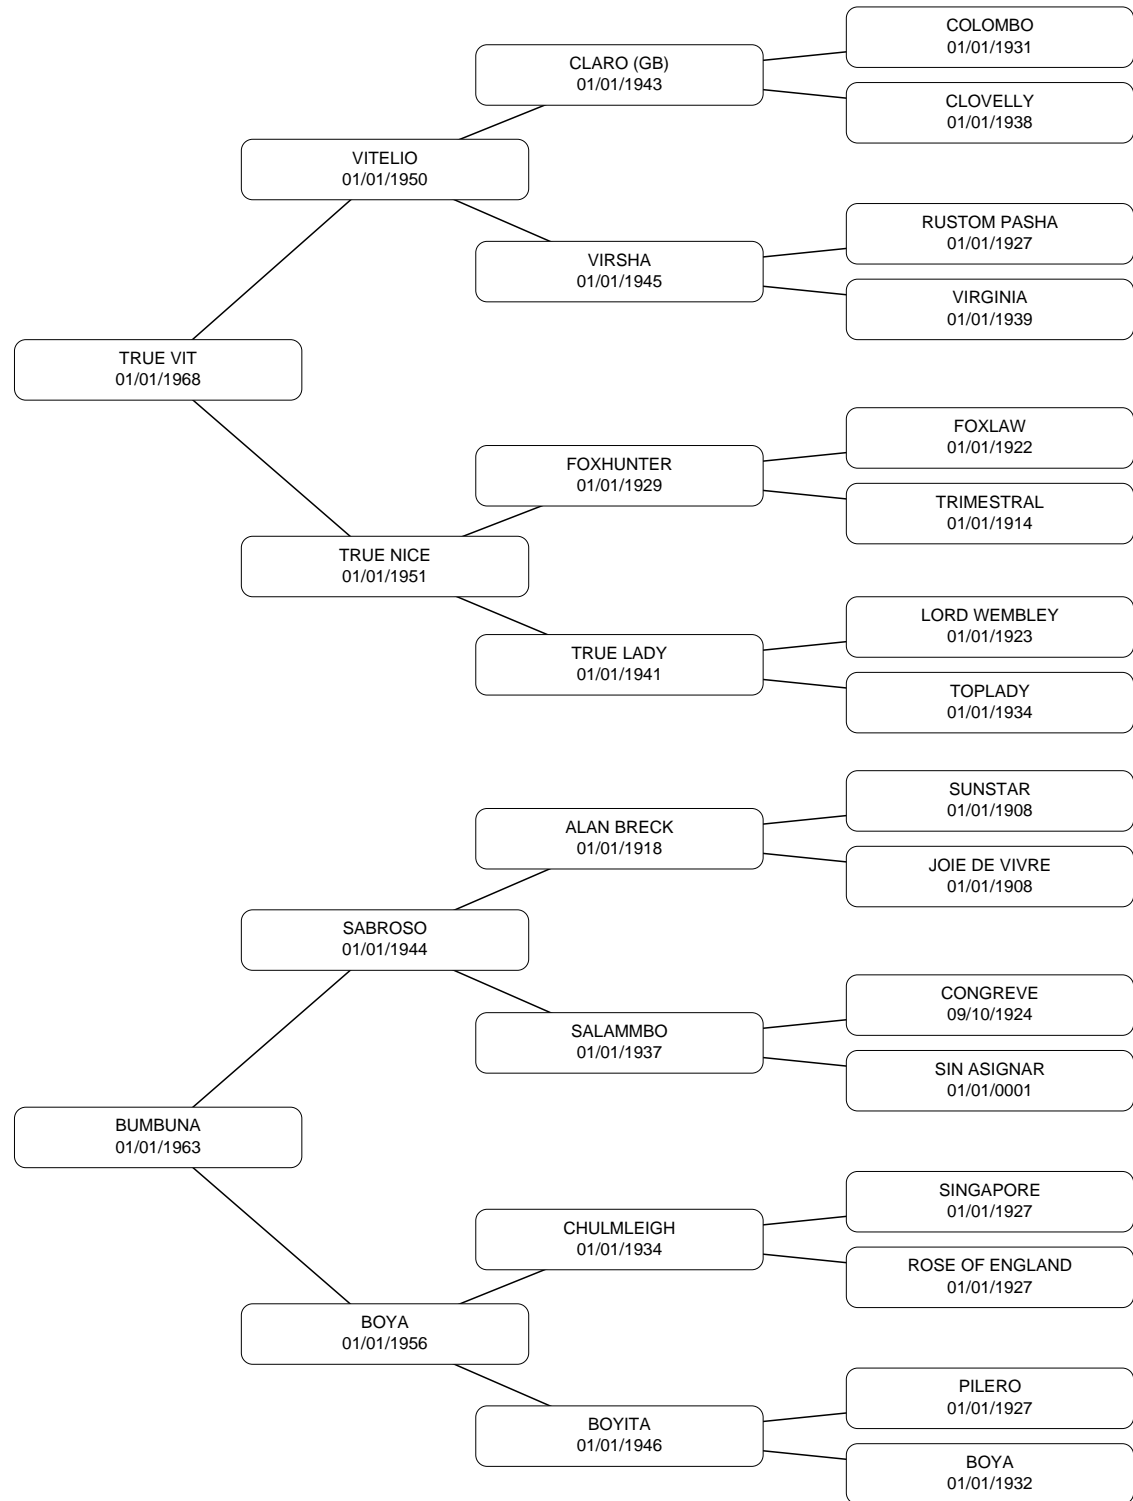 COLOMBO
01/01/1931
CLARO (GB)
01/01/1943
CLOVELLY
01/01/1938
VITELIO
01/01/1950
RUSTOM PASHA
01/01/1927
VIRSHA
01/01/1945
VIRGINIA
01/01/1939
TRUE VIT
01/01/1968
FOXLAW
01/01/1922
FOXHUNTER
01/01/1929
TRIMESTRAL
01/01/1914
TRUE NICE
01/01/1951
LORD WEMBLEY
01/01/1923
TRUE LADY
01/01/1941
TOPLADY
01/01/1934
SUNSTAR
01/01/1908
ALAN BRECK
01/01/1918
JOIE DE VIVRE
01/01/1908
SABROSO
01/01/1944
CONGREVE
09/10/1924
SALAMMBO
01/01/1937
SIN ASIGNAR
01/01/0001
BUMBUNA
01/01/1963
SINGAPORE
01/01/1927
CHULMLEIGH
01/01/1934
ROSE OF ENGLAND
01/01/1927
BOYA
01/01/1956
PILERO
01/01/1927
BOYITA
01/01/1946
BOYA
01/01/1932